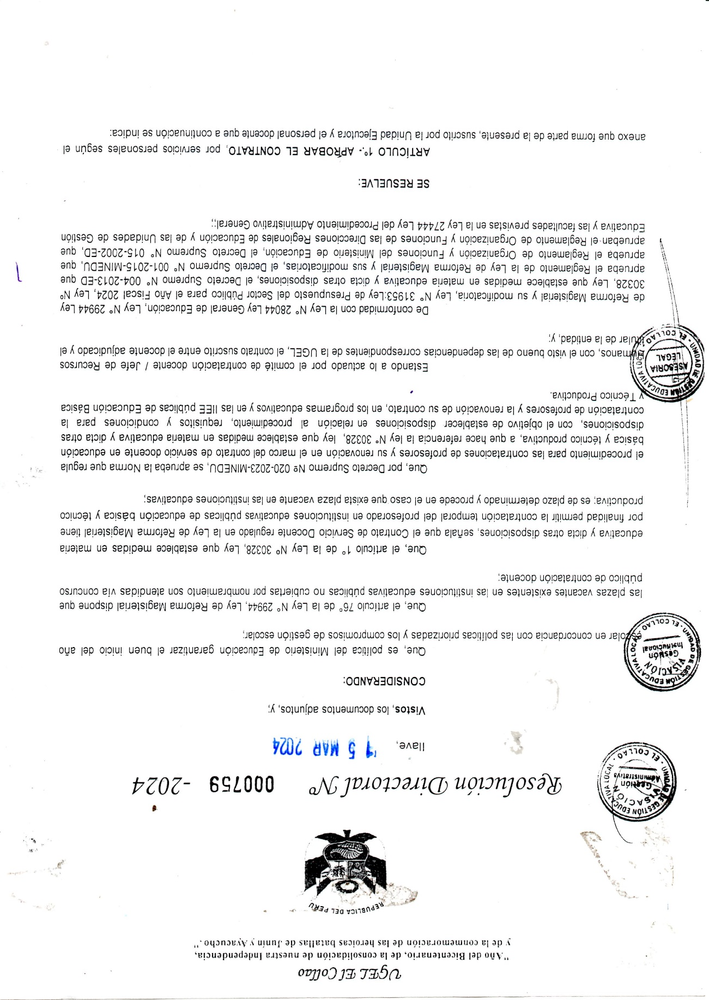 UGEL El Collao
"Año del Bicentenario, de la consolidación de nuestra Independencia,
y de la conmemoración de las heroicas batallas de Junín y Ayacucho."
REPUBLICA DEL PERU
Resolución Directoral Nº 000759 -2024
Ilave, 15 MAR 2024
Vistos, los documentos adjuntos, y;
CONSIDERANDO:
Que, es política del Ministerio de Educación garantizar el buen inicio del año
escolar en concordancia con las políticas priorizadas y los compromisos de gestión escolar;
Que, el artículo 76° de la Ley N° 29944, Ley de Reforma Magisterial dispone que
las plazas vacantes existentes en las instituciones educativas públicas no cubiertas por nombramiento son atendidas vía concurso
público de contratación docente;
Que, el artículo 1° de la Ley Nº 30328, Ley que establece medidas en materia
educativa y dicta otras disposiciones, señala que el Contrato de Servicio Docente regulado en la Ley de Reforma Magisterial tiene
por finalidad permitir la contratación temporal del profesorado en instituciones educativas públicas de educación básica y técnico
productiva; es de plazo determinado y procede en el caso que exista plaza vacante en las instituciones educativas;
Que, por Decreto Supremo Nº 020-2023-MINEDU, se aprueba la Norma que regula
el procedimiento para las contrataciones de profesores y su renovación en el marco del contrato de servicio docente en educación
básica y técnico productiva, a que hace referencia la ley N° 30328, ley que establece medidas en materia educativa y dicta otras
disposiciones, con el objetivo de establecer disposiciones en relación al procedimiento, requisitos y condiciones para la
contratación de profesores y la renovación de su contrato, en los programas educativos y en las IIEE públicas de Educación Básica
y Técnico Productiva.
Estando a lo actuado por el comité de contratación docente / Jefe de Recursos
Humanos, con el visto bueno de las dependencias correspondientes de la UGEL, el contrato suscrito entre el docente adjudicado y el
titular de la entidad, y;
De conformidad con la Ley N° 28044 Ley General de Educación, Ley N° 29944 Ley
de Reforma Magisterial y su modificatoria, Ley N° 31953:Ley de Presupuesto del Sector Público para el Año Fiscal 2024, Ley Nº
30328, Ley que establece medidas en materia educativa y dicta otras disposiciones, el Decreto Supremo N° 004-2013-ED que
aprueba el Reglamento de la Ley de Reforma Magisterial y sus modificatorias, el Decreto Supremo N° 001-2015-MINEDU, que
aprueba el Reglamento de Organización y Funciones del Ministerio de Educación, el Decreto Supremo N° 015-2002-ED, que
aprueban el Reglamento de Organización y Funciones de las Direcciones Regionales de Educación y de las Unidades de Gestión
Educativa y las facultades previstas en la Ley 27444 Ley del Procedimiento Administrativo General;;
SE RESUELVE:
ARTÍCULO 1º.- APROBAR EL CONTRATO, por servicios personales según el
anexo que forma parte de la presente, suscrito por la Unidad Ejecutora y el personal docente que a continuación se indica:
UNIDAD DE GESTIÓN EDUCATIVA LOCAL - EL COLLAO -
VISACIÓN
Gestión
Administrativa
UNIDAD DE GESTIÓN EDUCATIVA LOCAL - EL COLLAO -
VISACIÓN
Gestión
Institucional
UNIDAD DE GESTIÓN EDUCATIVA LOCAL - EL COLLAO -
ASESORIA
LEGAL